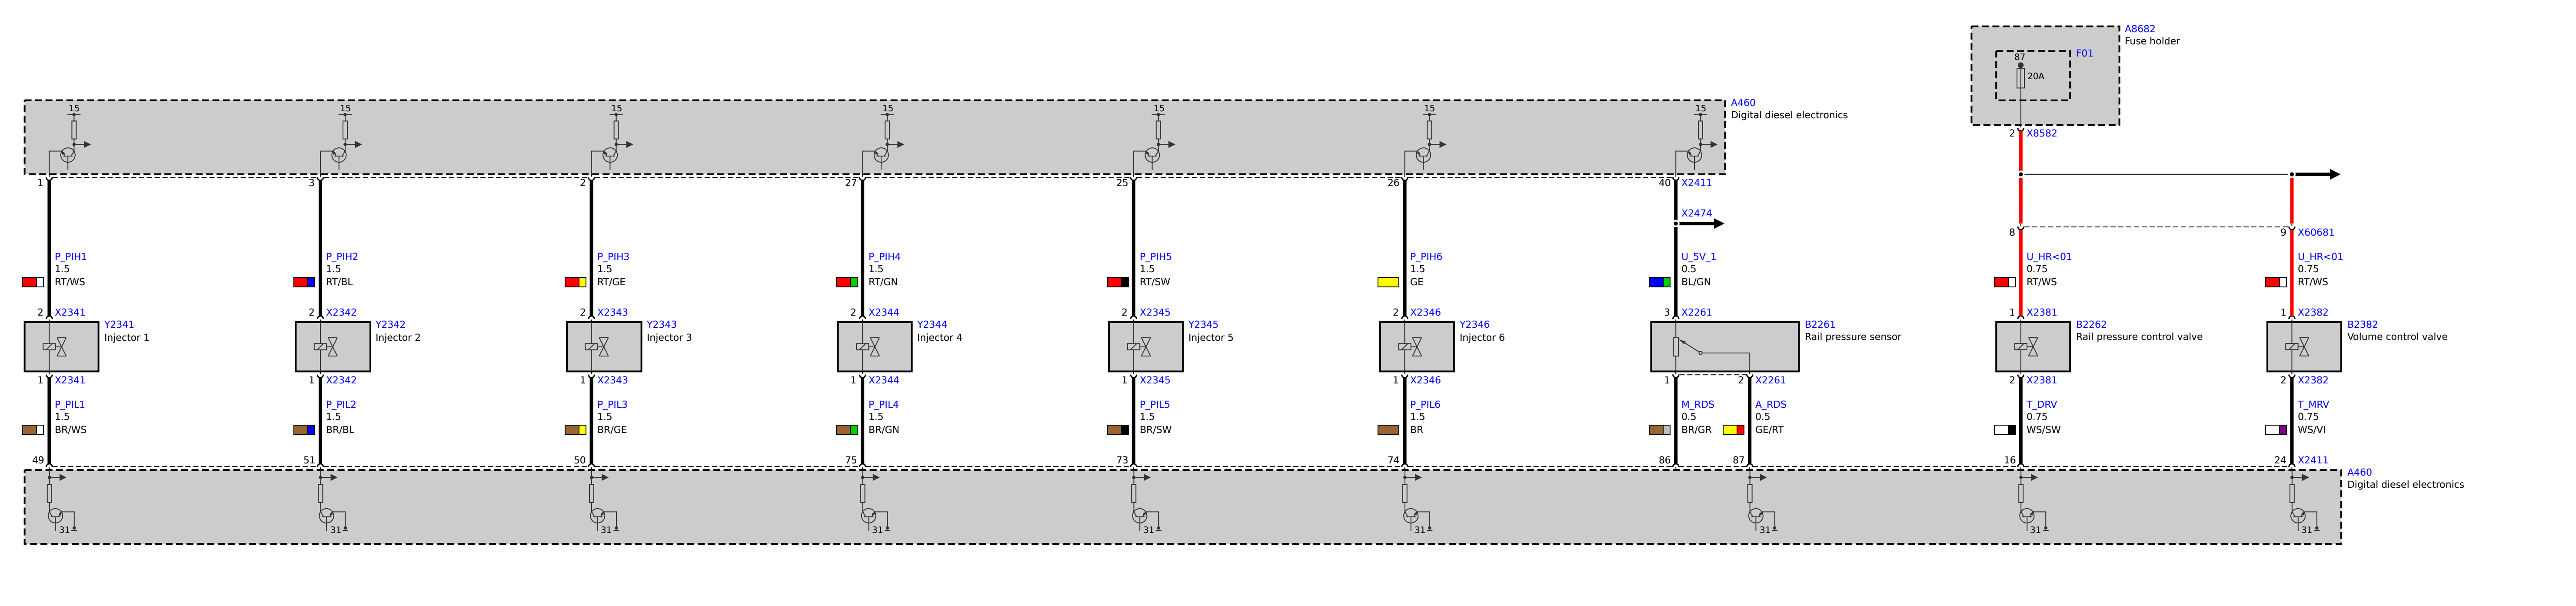 A8682
Fuse holder
F01
87
20A
2 X8582
15 15 15 15 15 15 15
A460
Digital diesel electronics
1 3 2 27 25 26 40 X2411
X2474
8 9 X60681
P_PIH1
1.5
RT/WS
P_PIH2
1.5
RT/BL
P_PIH3
1.5
RT/GE
P_PIH4
1.5
RT/GN
P_PIH5
1.5
RT/SW
P_PIH6
1.5
GE
U_5V_1
0.5
BL/GN
U_HR<01
0.75
RT/WS
U_HR<01
0.75
RT/WS
2 X2341
2 X2342
2 X2343
2 X2344
2 X2345
2 X2346
3 X2261
1 X2381
1 X2382
Y2341
Injector 1
Y2342
Injector 2
Y2343
Injector 3
Y2344
Injector 4
Y2345
Injector 5
Y2346
Injector 6
B2261
Rail pressure sensor
B2262
Rail pressure control valve
B2382
Volume control valve
1 X2341
1 X2342
1 X2343
1 X2344
1 X2345
1 X2346
1 2 X2261
2 X2381
2 X2382
P_PIL1
1.5
BR/WS
P_PIL2
1.5
BR/BL
P_PIL3
1.5
BR/GE
P_PIL4
1.5
BR/GN
P_PIL5
1.5
BR/SW
P_PIL6
1.5
BR
M_RDS
0.5
BR/GR
A_RDS
0.5
GE/RT
T_DRV
0.75
WS/SW
T_MRV
0.75
WS/VI
49 51 50 75 73 74 86 87 16 24 X2411
A460
Digital diesel electronics
31 31 31 31 31 31 31 31 31